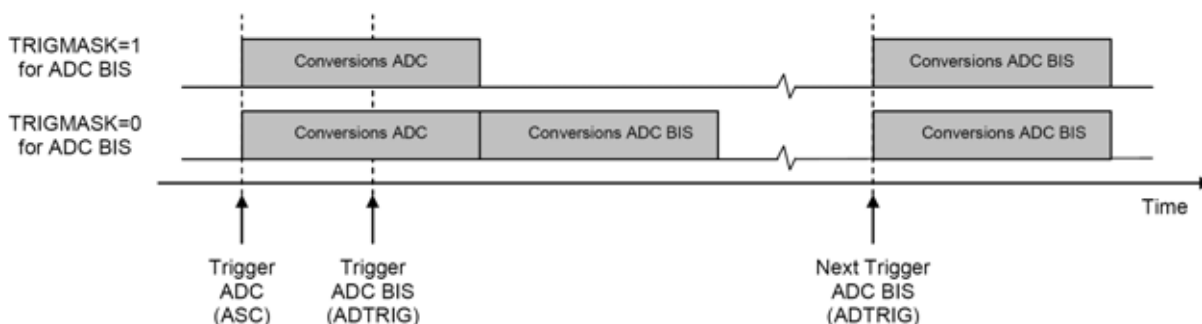 TRIGMASK=1
for ADC BIS
Conversions ADC
Conversions ADC BIS
TRIGMASK=0
for ADC BIS
Conversions ADC
Conversions ADC BIS
Conversions ADC BIS
Time
Trigger
ADC
(ASC)
Trigger
ADC BIS
(ADTRIG)
Next Trigger
ADC BIS
(ADTRIG)